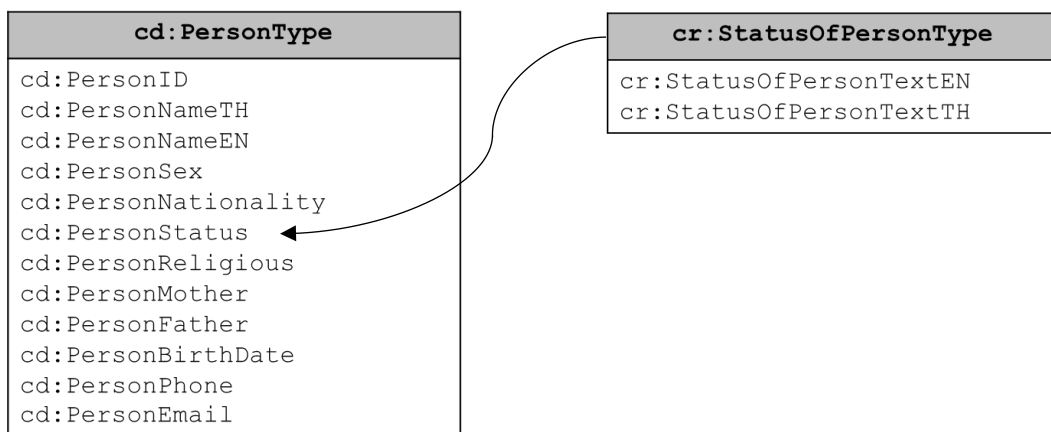 cd:PersonType
cd:PersonID
cd:PersonNameTH
cd:PersonNameEN
cd:PersonSex
cd:PersonNationality
cd:PersonStatus
cd:PersonReligious
cd:PersonMother
cd:PersonFather
cd:PersonBirthDate
cd:PersonPhone
cd:PersonEmail
cr:StatusOfPersonType
cr:StatusOfPersonTextEN
cr:StatusOfPersonTextTH